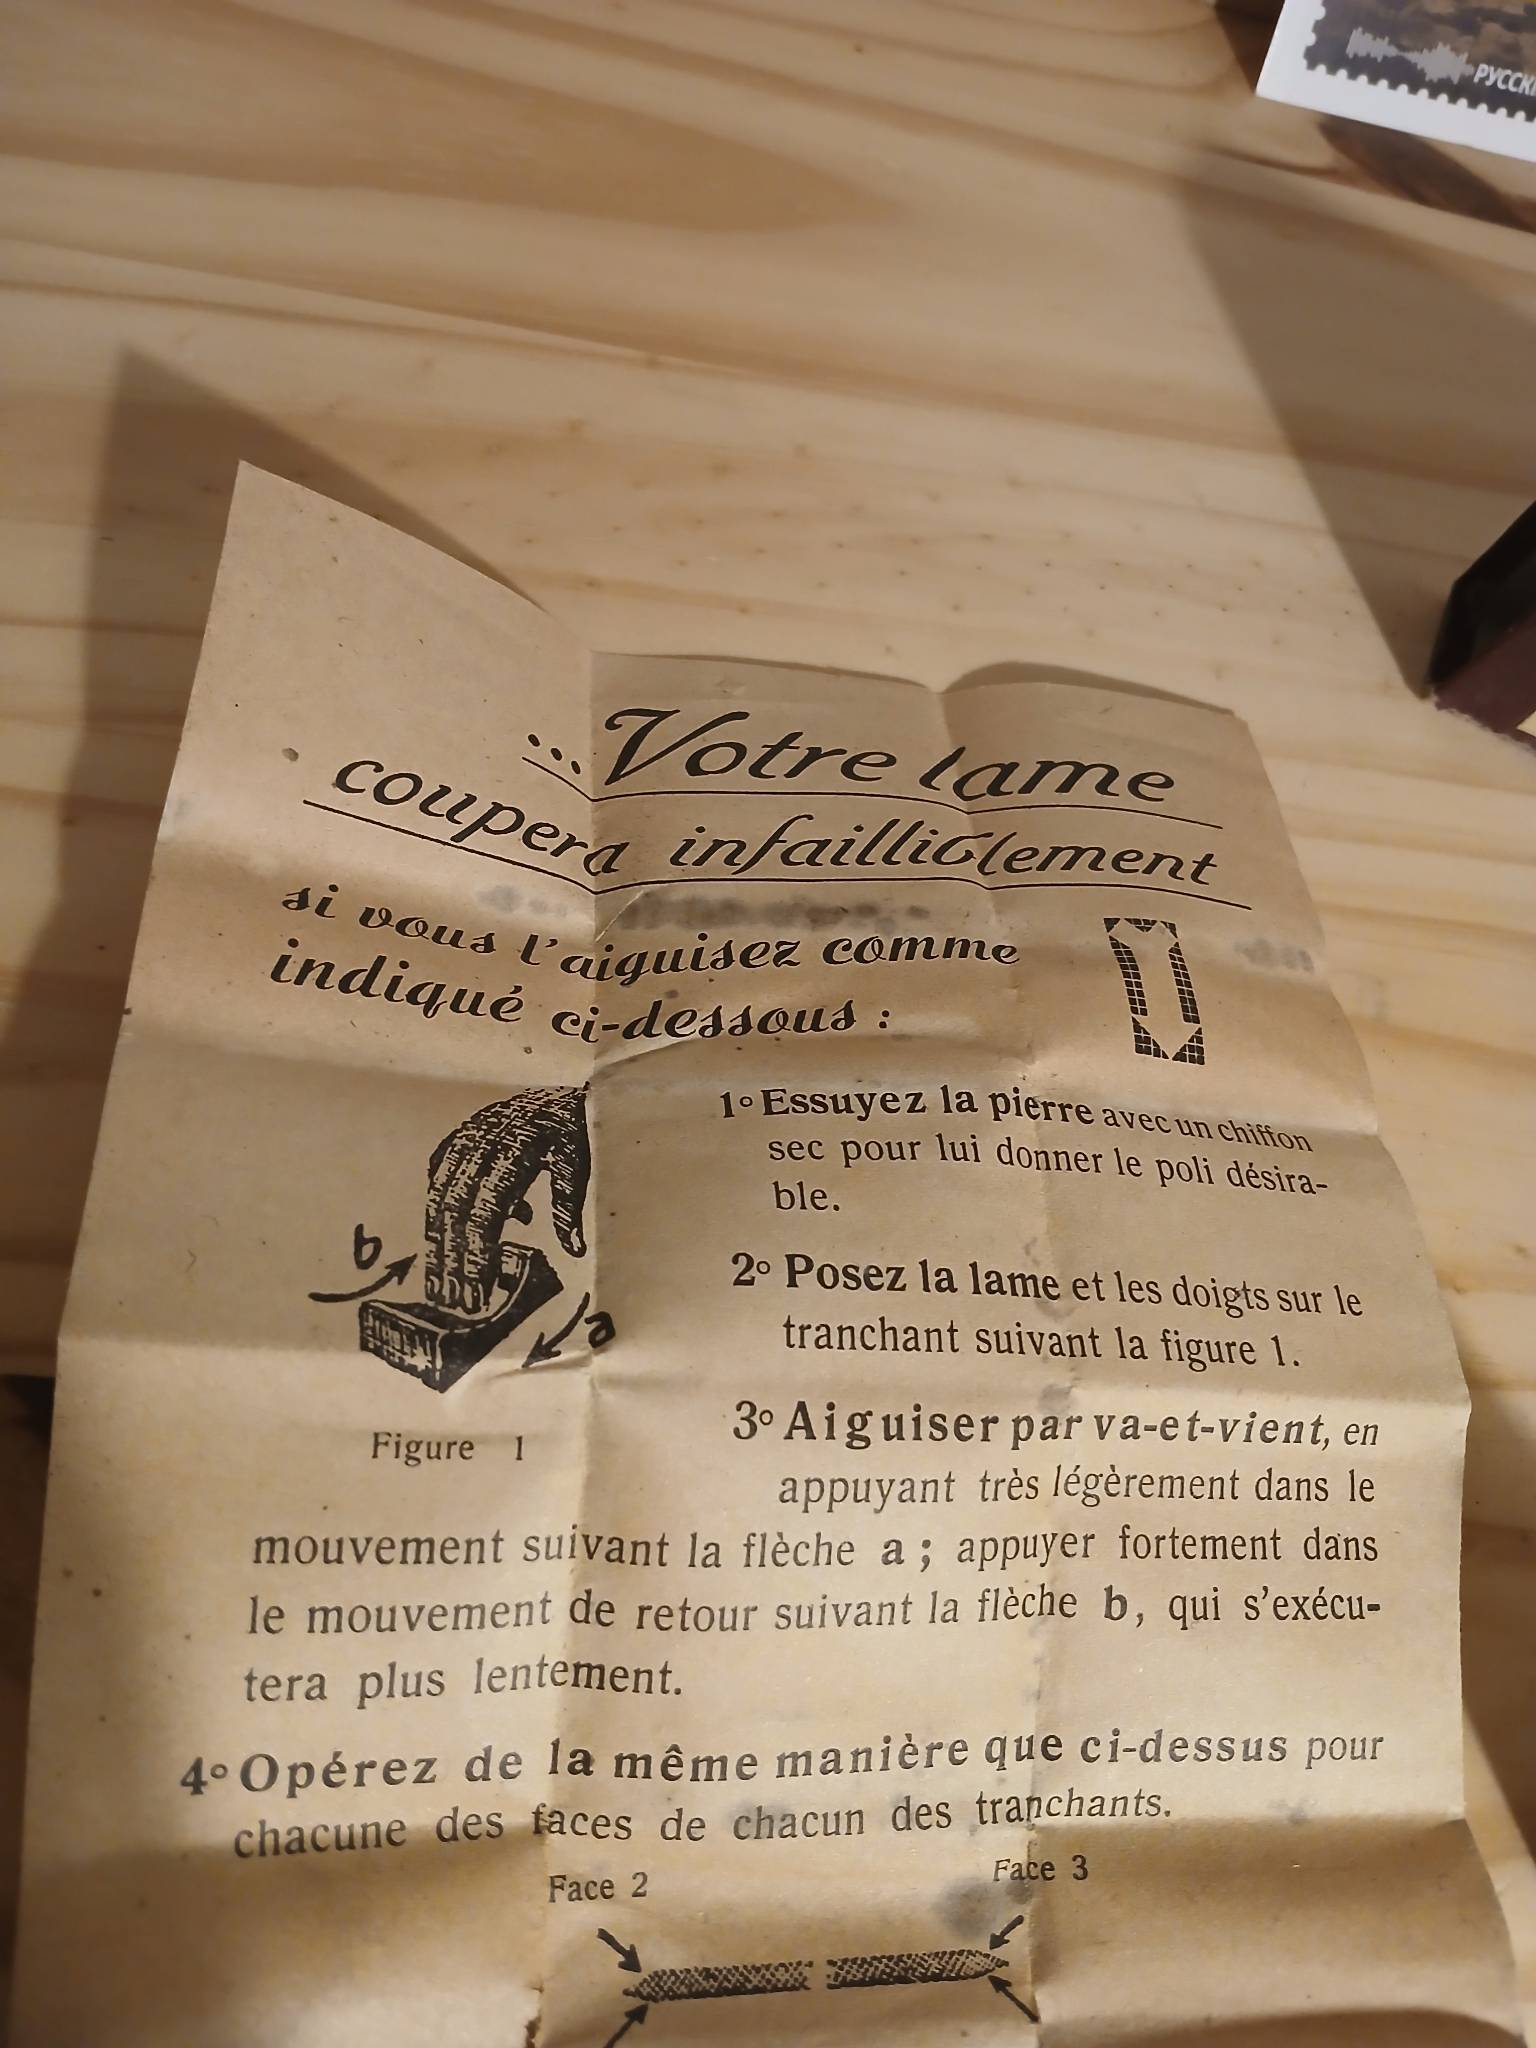 РУССКИ
...Votre lame
coupera infailliblement
si vous l'aiguisez comme
indiqué ci-dessous :
1° Essuyez la pierre avec un chiffon
sec pour lui donner le poli désira-
ble.
2° Posez la lame et les doigts sur le
tranchant suivant la figure 1.
b
a
Figure 1
3° Aiguiser par va-et-vient, en
appuyant très légèrement dans le
mouvement suivant la flèche a ; appuyer fortement dans
le mouvement de retour suivant la flèche b, qui s'exécu-
tera plus lentement.
4° Opérez de la même manière que ci-dessus pour
chacune des faces de chacun des tranchants.
Face 2 Face 3